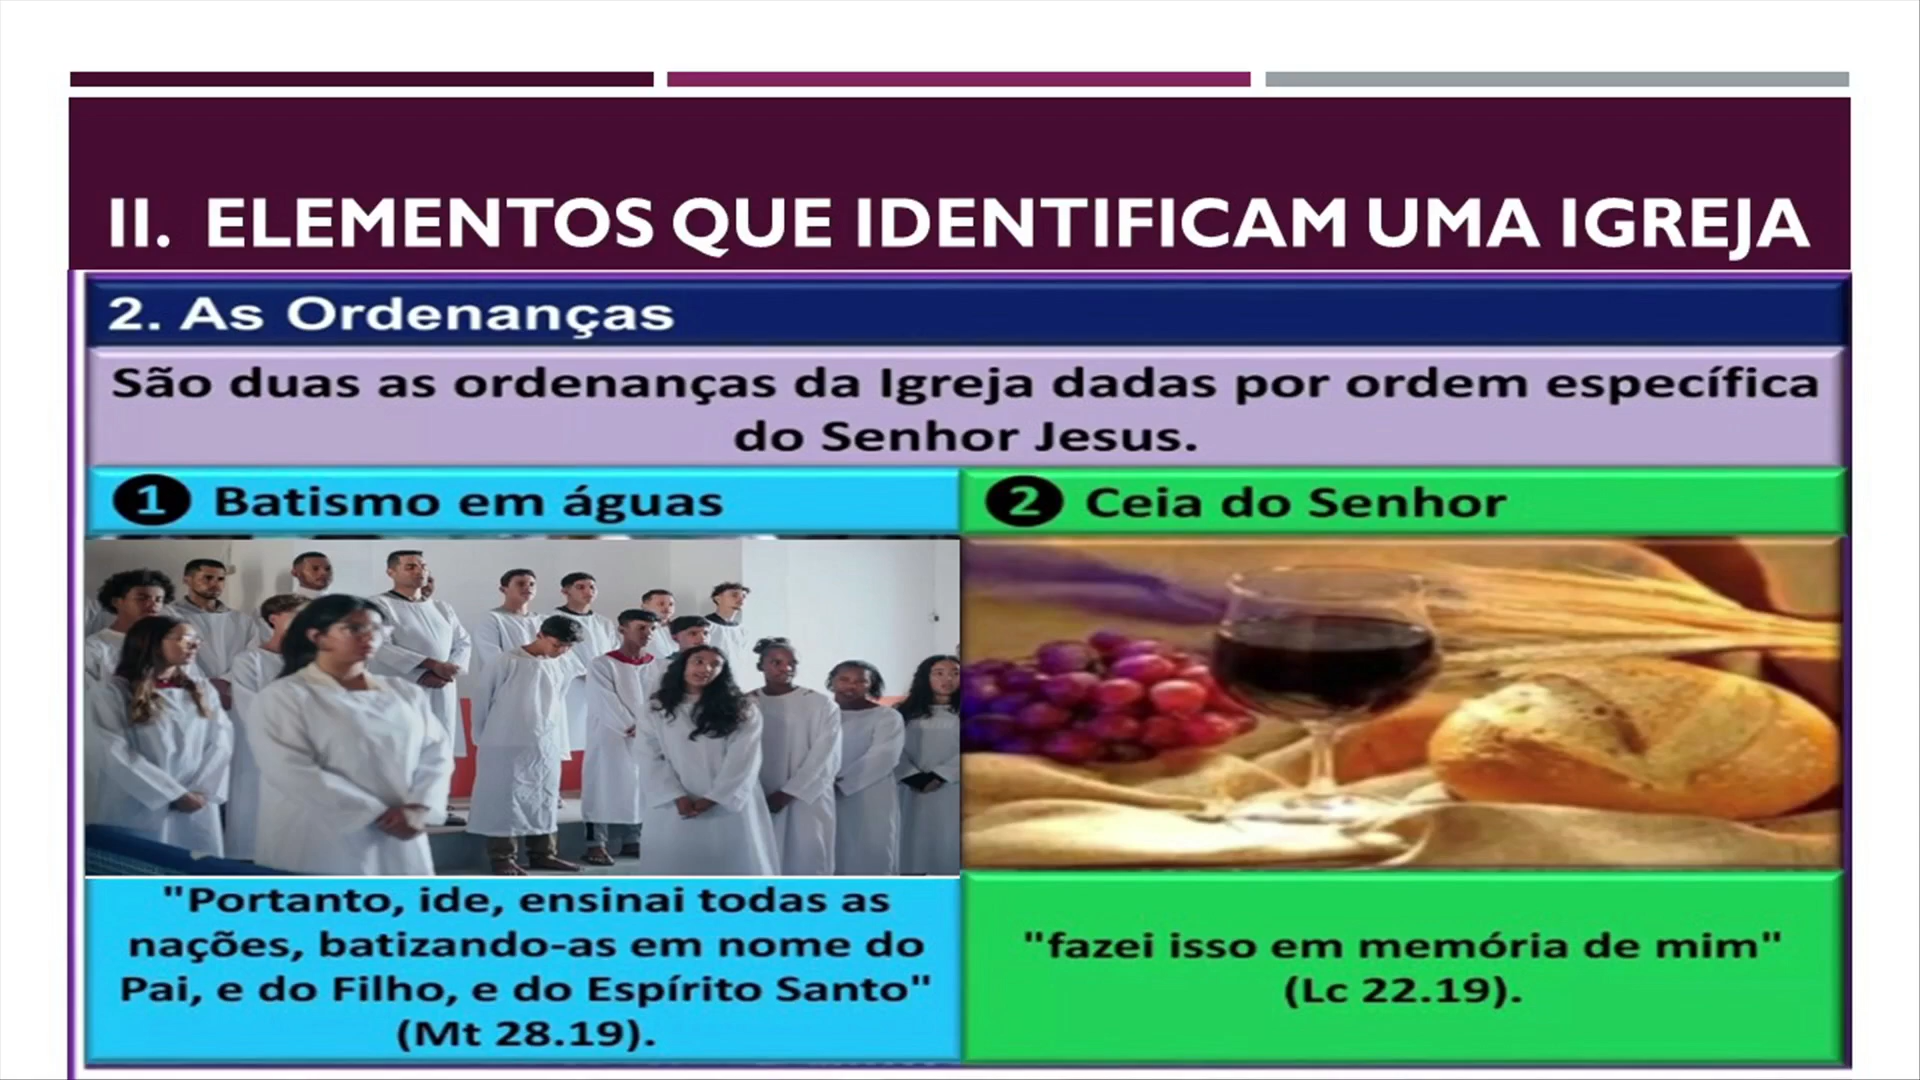 II. ELEMENTOS QUE IDENTIFICAM UMA IGREJA
2. As Ordenanças
São duas as ordenanças da Igreja dadas por ordem específica
do Senhor Jesus.
1 Batismo em águas
2 Ceia do Senhor
"Portanto, ide, ensinai todas as
nações, batizando-as em nome do
Pai, e do Filho, e do Espírito Santo"
(Mt 28.19).
"fazei isso em memória de mim"
(Lc 22.19).